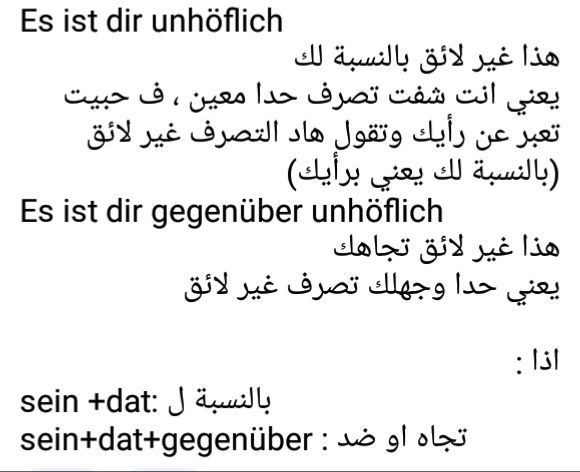 Es ist dir unhöflich
هذا غير لائق بالنسبة لك
يعني انت شفت تصرف حدا معين ، ف حبيت
تعبر عن رأيك وتقول هاد التصرف غير لائق
(بالنسبة لك يعني برأيك)
Es ist dir gegenüber unhöflich
هذا غير لائق تجاهك
يعني حدا وجهلك تصرف غير لائق
اذا :
sein +dat: بالنسبة ل
sein+dat+gegenüber : تجاه او ضد